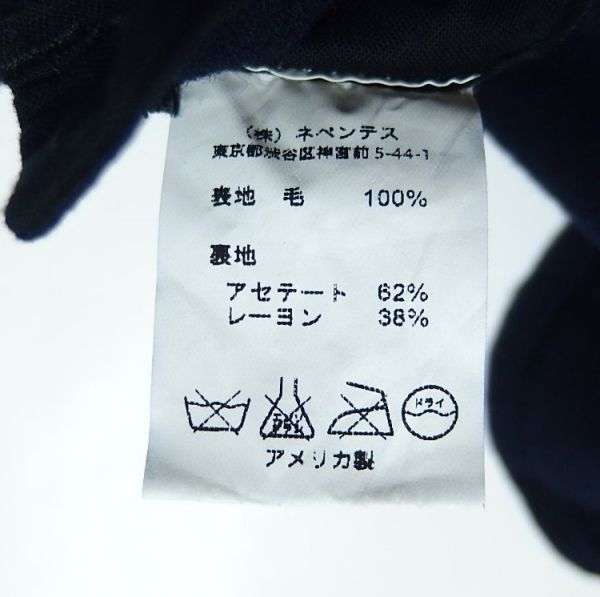 (株) ネペンテス
東京都渋谷区神宮前 5-44-1
表地 毛 100%
裏地
アセテート 62%
レーヨン 38%
ドライ
アメリカ製